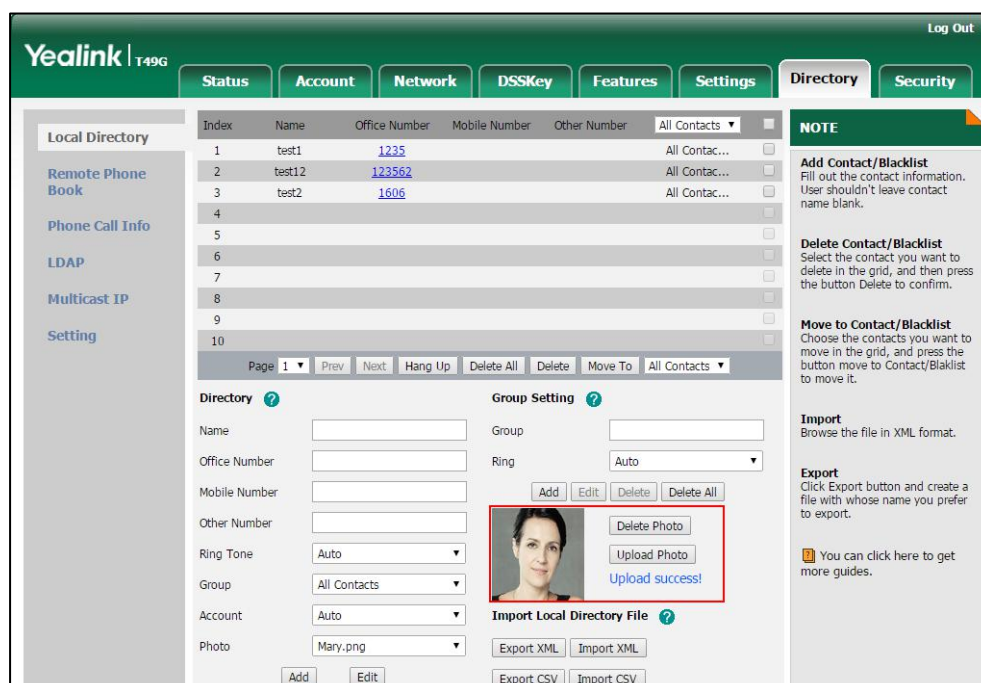 Log Out
Yealink T49G
Status Account Network DSSKey Features Settings Directory Security
Local Directory
Remote Phone
Book
Phone Call Info
LDAP
Multicast IP
Setting
Index Name Office Number Mobile Number Other Number All Contacts
1 test1 1235 All Contac...
2 test12 123562 All Contac...
3 test2 1606 All Contac...
4
5
6
7
8
9
10
Page 1 Prev Next Hang Up Delete All Delete Move To All Contacts
Directory ?
Name
Office Number
Mobile Number
Other Number
Ring Tone Auto
Group All Contacts
Account Auto
Photo Mary.png
Add Edit
Group Setting ?
Group
Ring Auto
Add Edit Delete Delete All
Delete Photo
Upload Photo
Upload success!
Import Local Directory File ?
Export XML Import XML
Export CSV Import CSV
NOTE
Add Contact/Blacklist
Fill out the contact information.
User shouldn't leave contact
name blank.
Delete Contact/Blacklist
Select the contact you want to
delete in the grid, and then press
the button Delete to confirm.
Move to Contact/Blacklist
Choose the contacts you want to
move in the grid, and press the
button move to Contact/Blaklist
to move it.
Import
Browse the file in XML format.
Export
Click Export button and create a
file with whose name you prefer
to export.
? You can click here to get
more guides.